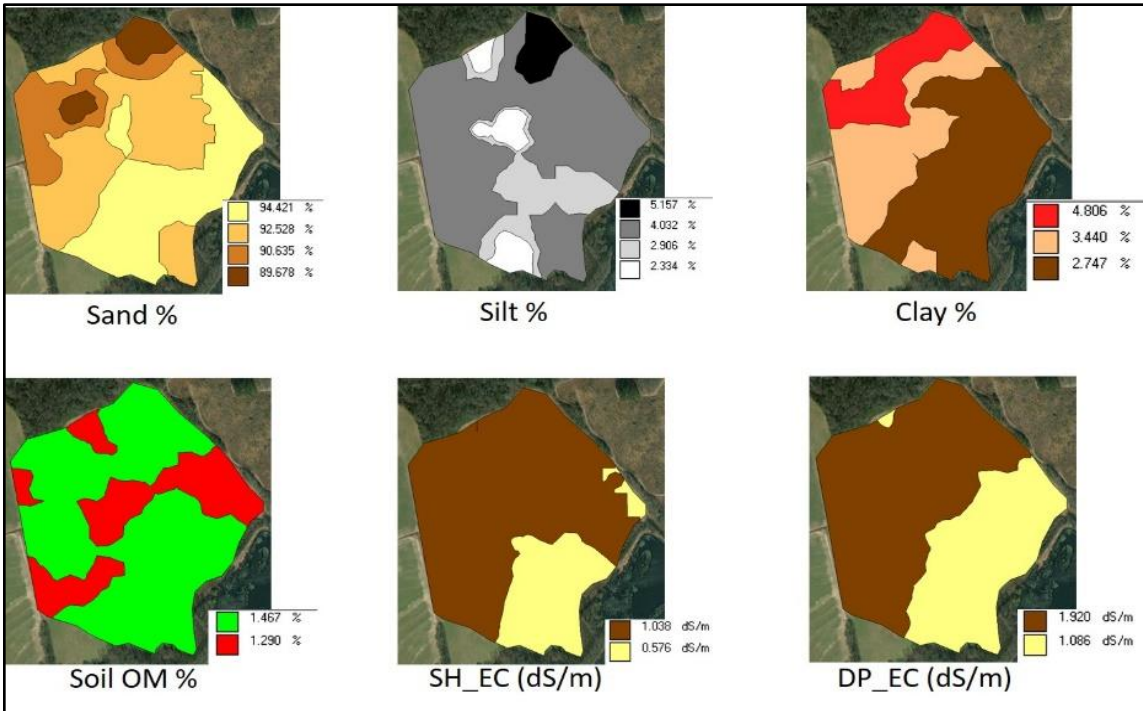 94.421 %
92.528 %
90.635 %
89.678 %
Sand %
5.157 %
4.032 %
2.906 %
2.334 %
Silt %
4.806 %
3.440 %
2.747 %
Clay %
1.467 %
1.290 %
Soil OM %
1.038 dS/m
0.576 dS/m
SH_EC (dS/m)
1.920 dS/m
1.086 dS/m
DP_EC (dS/m)